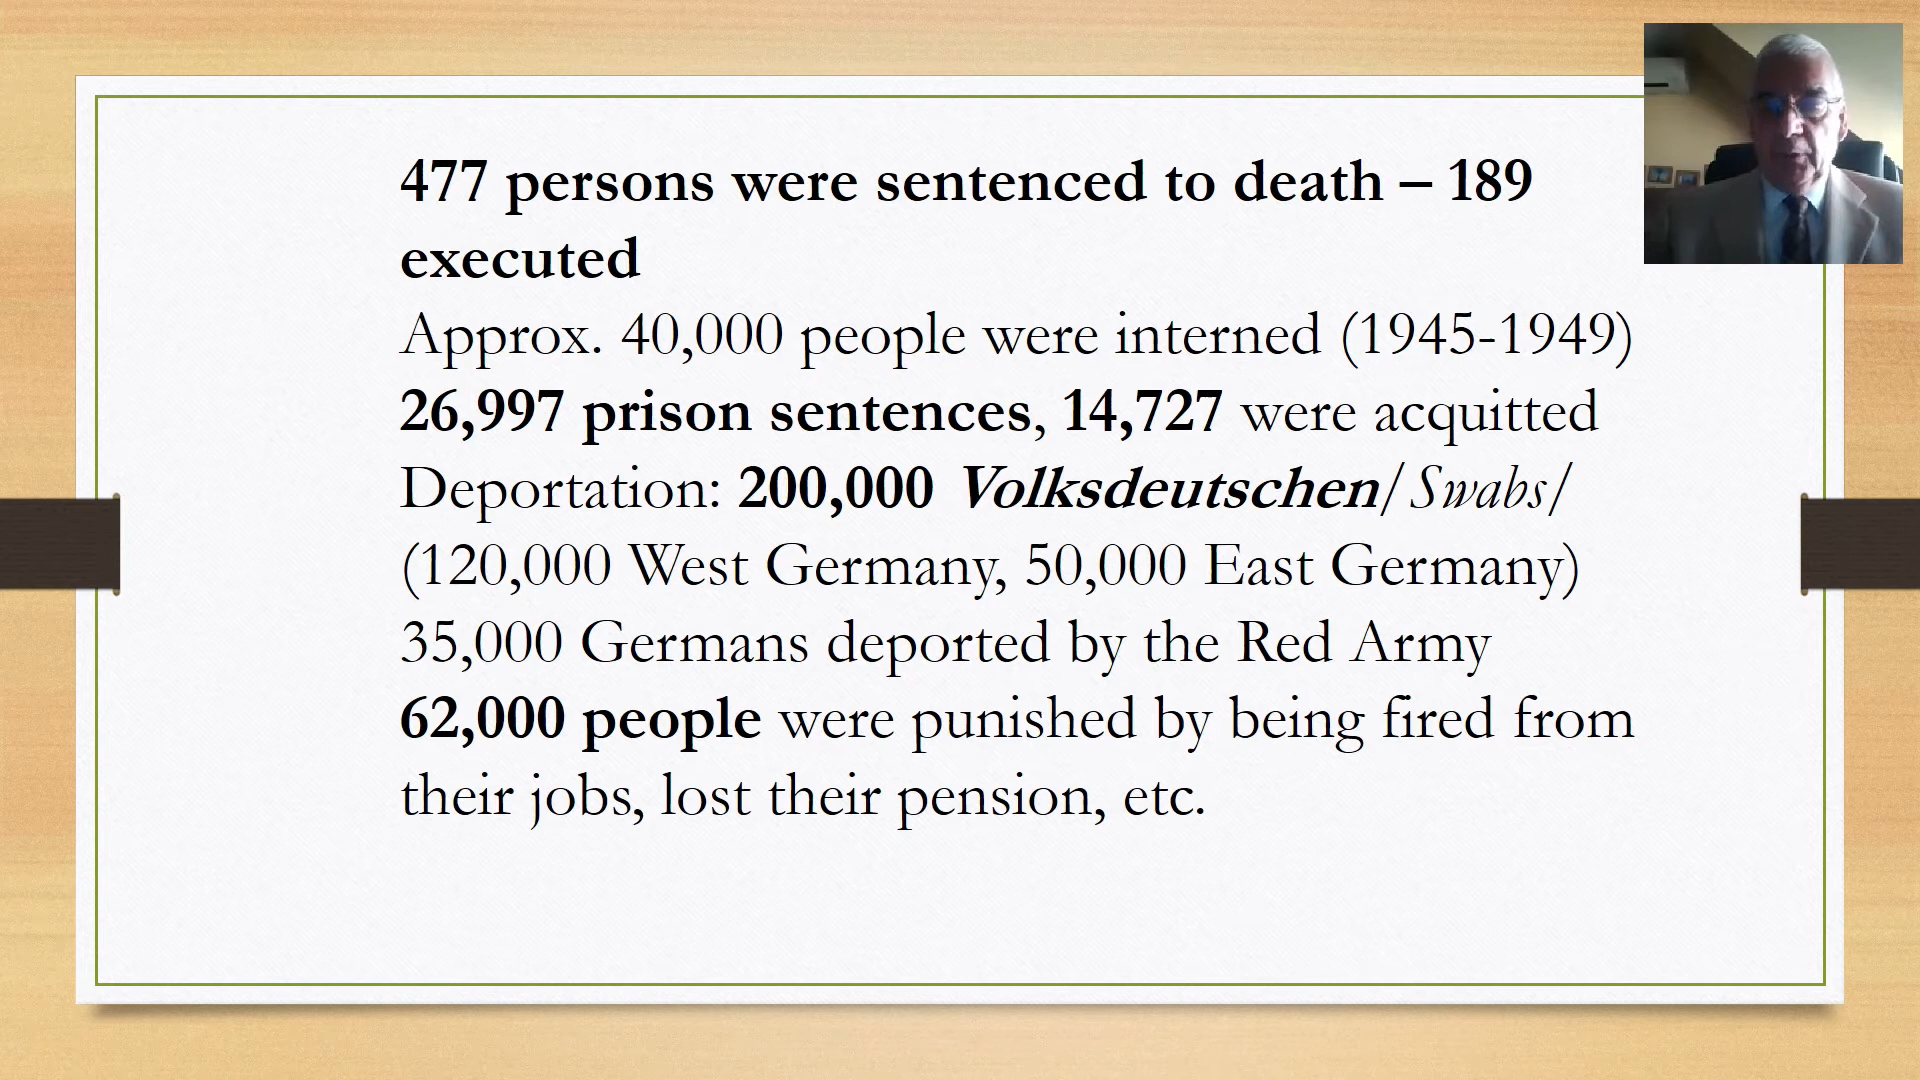 477 persons were sentenced to death – 189
executed
Approx. 40,000 people were interned (1945-1949)
26,997 prison sentences, 14,727 were acquitted
Deportation: 200,000 Volksdeutschen/Swabs/
(120,000 West Germany, 50,000 East Germany)
35,000 Germans deported by the Red Army
62,000 people were punished by being fired from
their jobs, lost their pension, etc.